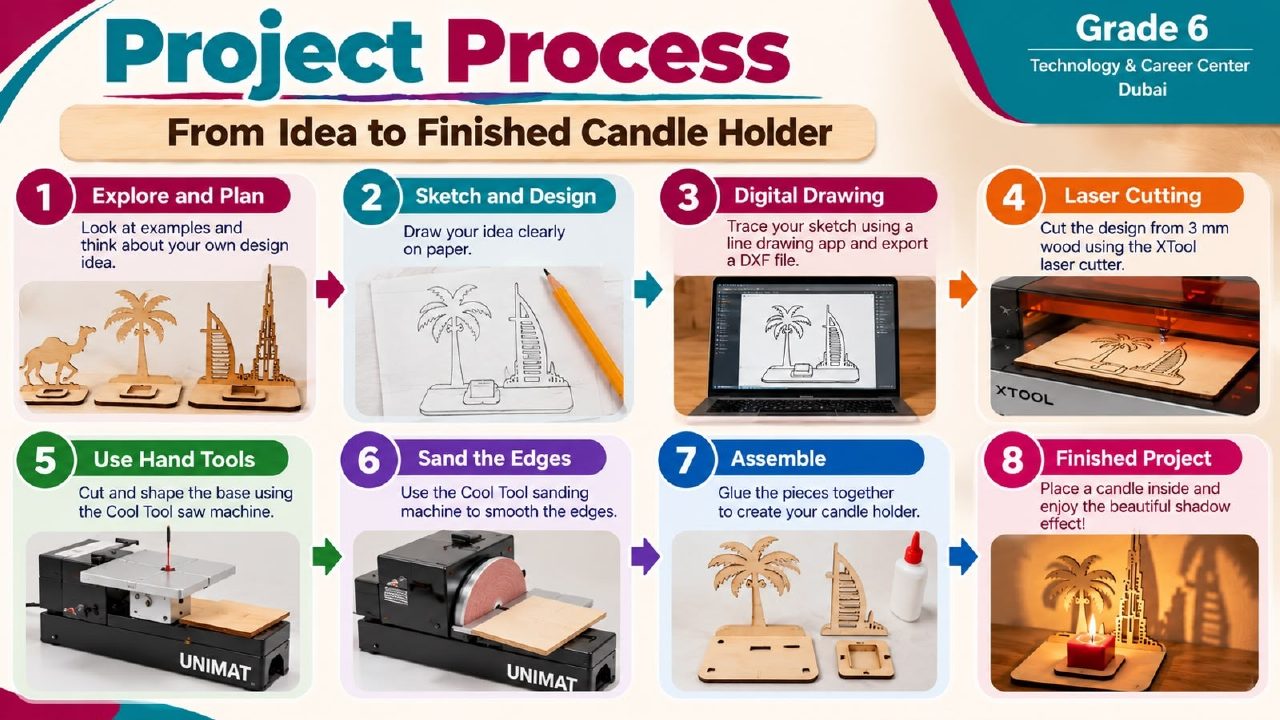 Project Process
Grade 6
Technology & Career Center
Dubai
From Idea to Finished Candle Holder
1 Explore and Plan
Look at examples and
think about your own design
idea.
2 Sketch and Design
Draw your idea clearly
on paper.
3 Digital Drawing
Trace your sketch using a
line drawing app and export
a DXF file.
4 Laser Cutting
Cut the design from 3 mm
wood using the XTool
laser cutter.
XTOOL
5 Use Hand Tools
Cut and shape the base using
the Cool Tool saw machine.
UNIMAT
6 Sand the Edges
Use the Cool Tool sanding
machine to smooth the edges.
UNIMAT
7 Assemble
Glue the pieces together
to create your candle holder.
8 Finished Project
Place a candle inside and
enjoy the beautiful shadow
effect!